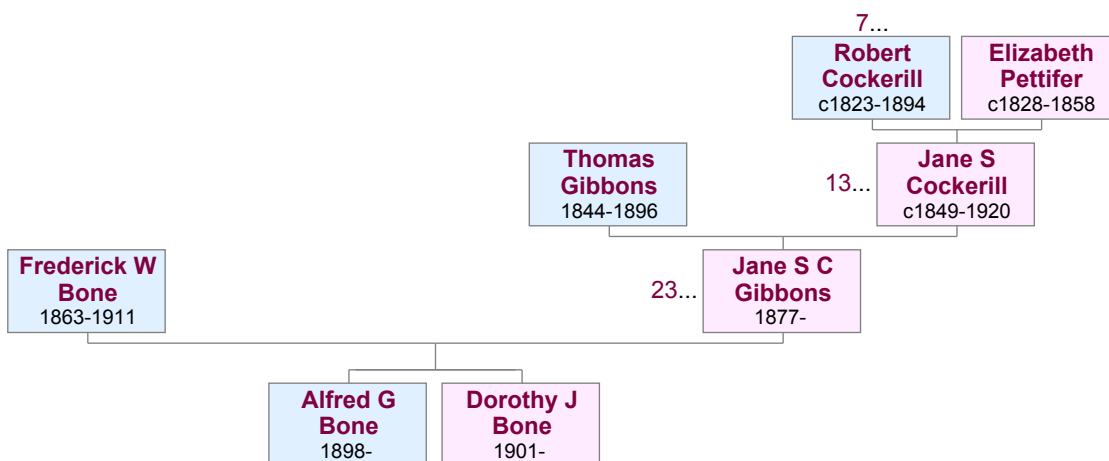 7...
Robert
Cockerill
c1823-1894
Elizabeth
Pettifer
c1828-1858
Thomas
Gibbons
1844-1896
13...
Jane S
Cockerill
c1849-1920
Frederick W
Bone
1863-1911
23...
Jane S C
Gibbons
1877-
Alfred G
Bone
1898-
Dorothy J
Bone
1901-